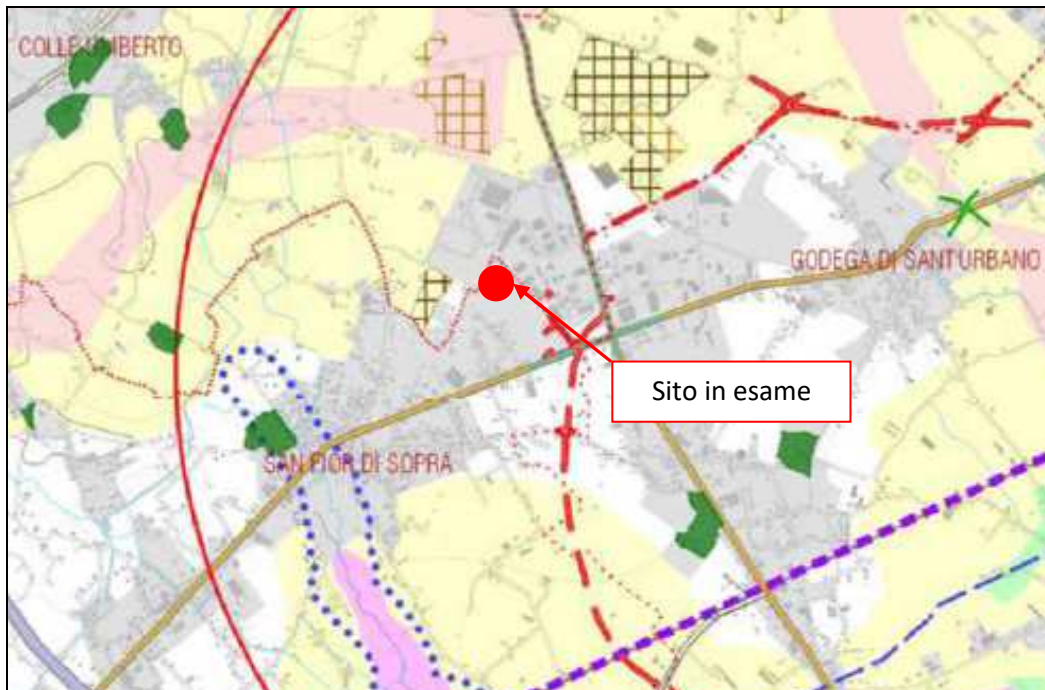 COLLE UMBERTO
GODEGA DI SANT'URBANO
Sito in esame
SAN FIOR DI SOPRA